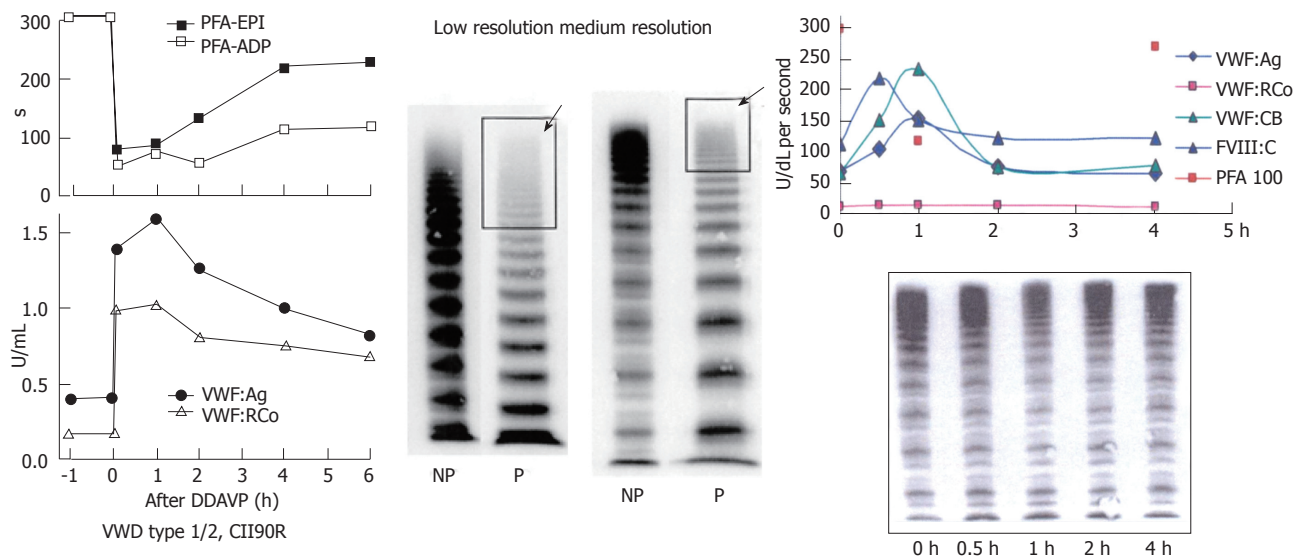 300
200
100
0
s
PFA-EPI
PFA-ADP
1.5
1.0
0.5
0.0
U/mL
VWF:Ag
VWF:RCo
-1 0 1 2 3 4 5 6
After DDAVP (h)
VWD type 1/2, CII90R
Low resolution medium resolution
NP P
NP P
300
250
200
150
100
50
0
U/dLper second
0 1 2 3 4 5 h
VWF:Ag
VWF:RCo
VWF:CB
FVIII:C
PFA 100
0 h 0.5 h 1 h 2 h 4 h